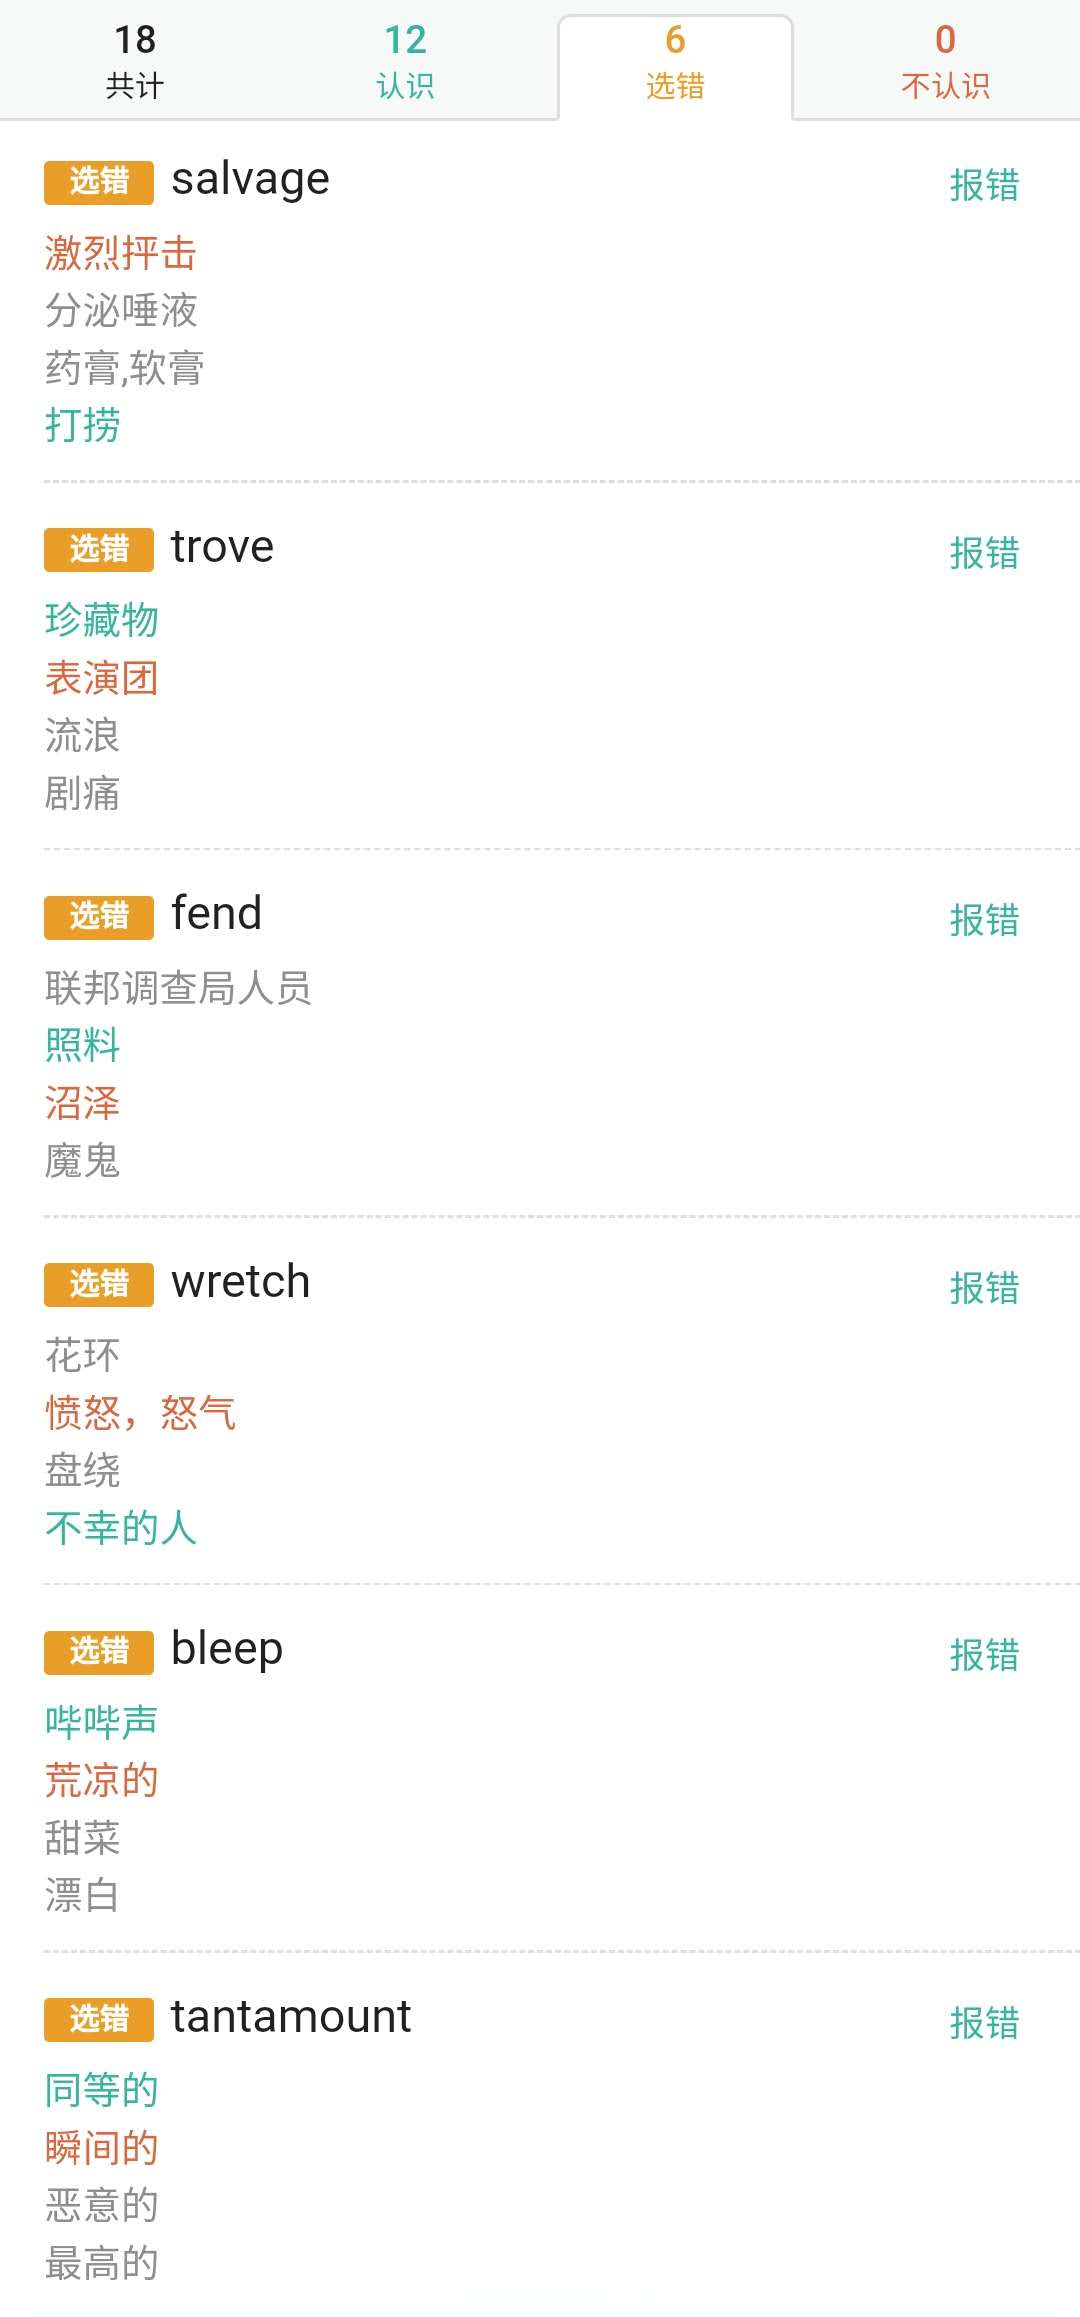 18 12 6 0
共计 认识 选错 不认识
选错 salvage 报错
激烈抨击
分泌唾液
药膏,软膏
打捞
选错 trove 报错
珍藏物
表演团
流浪
剧痛
选错 fend 报错
联邦调查局人员
照料
沼泽
魔鬼
选错 wretch 报错
花环
愤怒，怒气
盘绕
不幸的人
选错 bleep 报错
哔哔声
荒凉的
甜菜
漂白
选错 tantamount 报错
同等的
瞬间的
恶意的
最高的